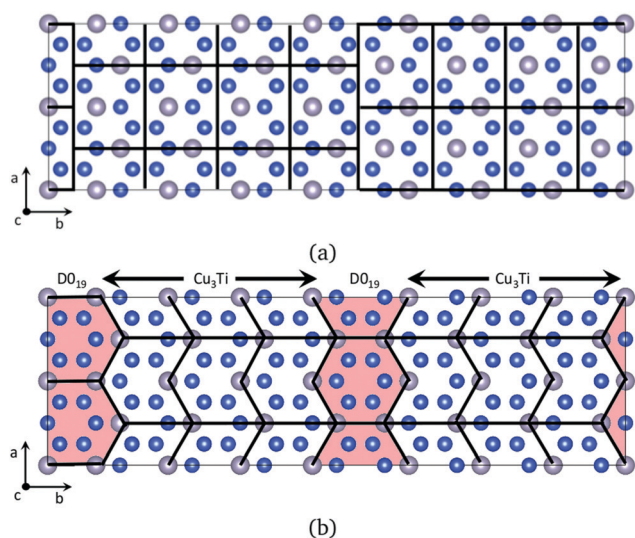 a
c b
(a)
D0₁₉ Cu₃Ti D0₁₉ Cu₃Ti
a
c b
(b)